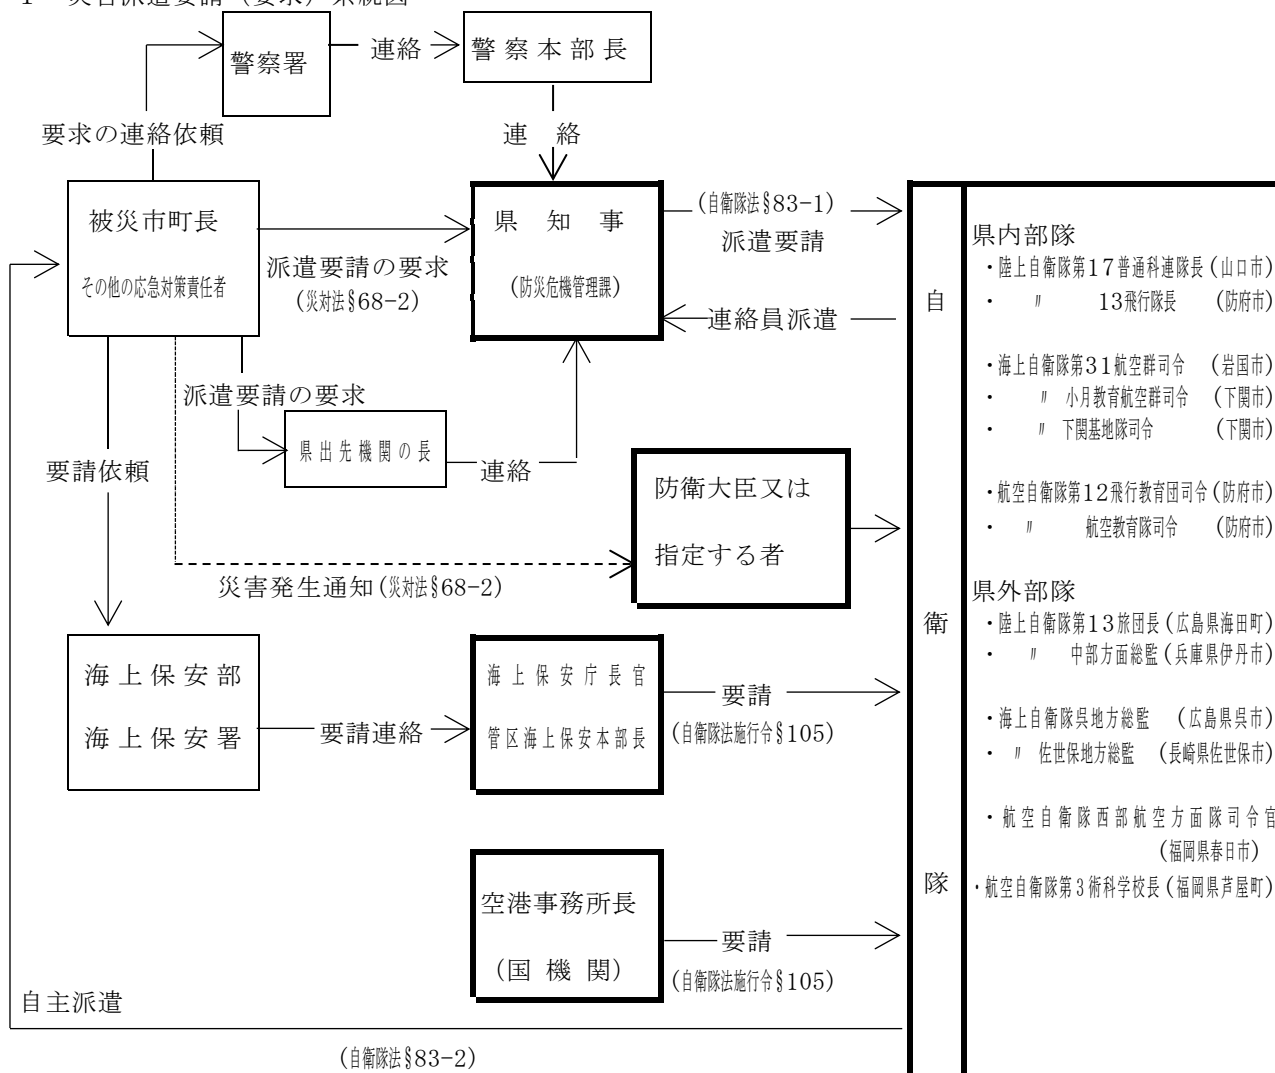 1 災害派遣要請(要求)系統図
警察署
連絡
警察本部長
要求の連絡依頼
連 絡
被災市町長
その他の応急対策責任者
派遣要請の要求
(災対法§68-2)
県 知 事
(防災危機管理課)
(自衛隊法§83-1)
派遣要請
連絡員派遣
派遣要請の要求
県出先機関の長
連絡
要請依頼
防衛大臣又は
指定する者
災害発生通知(災対法§68-2)
海上保安部
海上保安署
要請連絡
海上保安庁長官
管区海上保安本部長
要請
(自衛隊法施行令§105)
空港事務所長
(国 機 関)
要請
(自衛隊法施行令§105)
自主派遣
(自衛隊法§83-2)
自
衛
隊
県内部隊
・陸上自衛隊第17普通科連隊長(山口市)
・ 〃 13飛行隊長 (防府市)
・海上自衛隊第31航空群司令 (岩国市)
・ 〃 小月教育航空群司令 (下関市)
・ 〃 下関基地隊司令 (下関市)
・航空自衛隊第12飛行教育団司令(防府市)
・ 〃 航空教育隊司令 (防府市)
県外部隊
・陸上自衛隊第13旅団長(広島県海田町)
・ 〃 中部方面総監(兵庫県伊丹市)
・海上自衛隊呉地方総監 (広島県呉市)
・ 〃 佐世保地方総監 (長崎県佐世保市)
・航空自衛隊西部航空方面隊司令官
(福岡県春日市)
・航空自衛隊第3術科学校長(福岡県芦屋町)